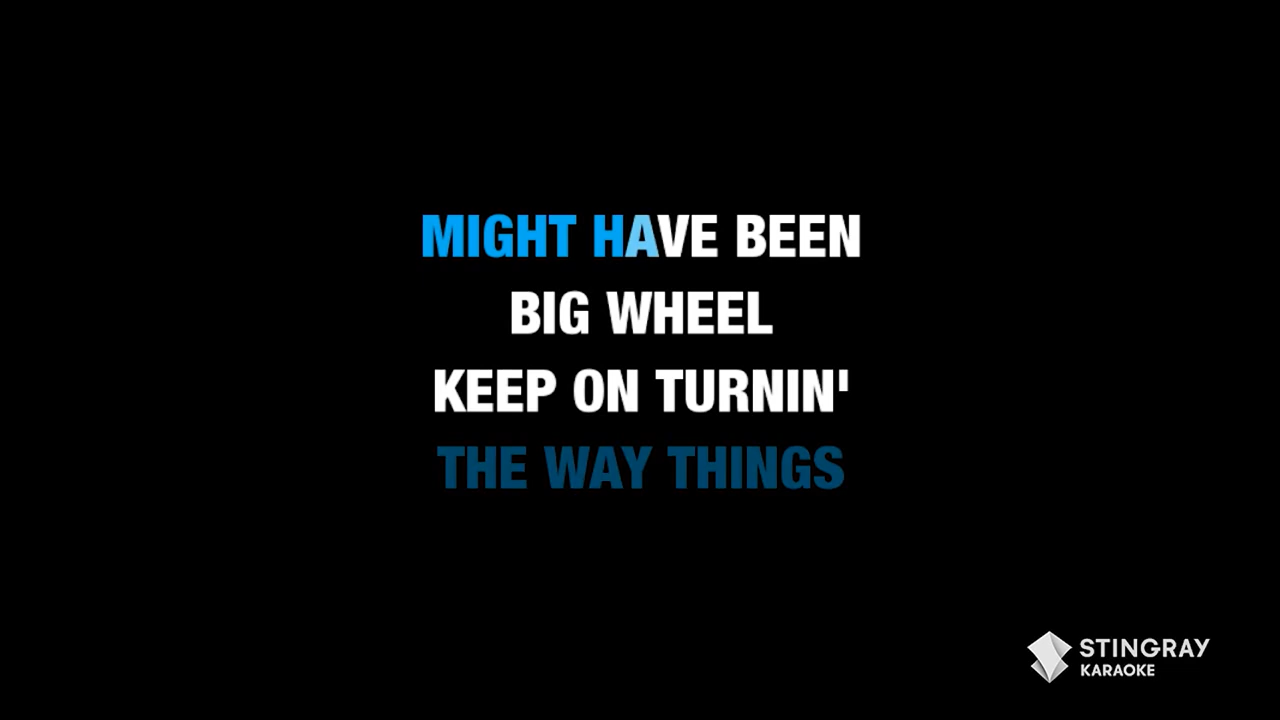 MIGHT HAVE BEEN
BIG WHEEL
KEEP ON TURNIN'
THE WAY THINGS
STINGRAY
KARAOKE